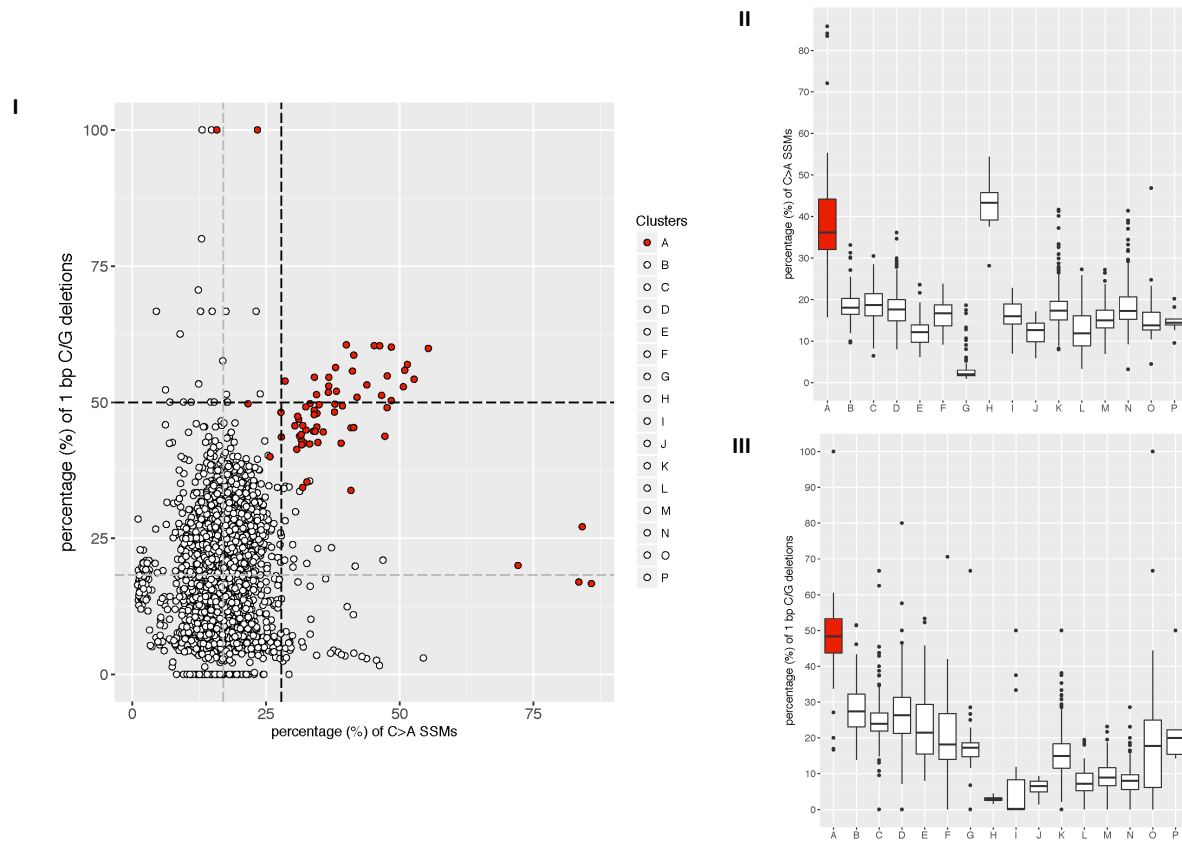 I
percentage (%) of 1 bp C/G deletions
100
75
50
25
0
0 25 50 75
percentage (%) of C>A SSMs
Clusters
A
B
C
D
E
F
G
H
I
J
K
L
M
N
O
P
II
percentage (%) of C>A SSMs
80
70
60
50
40
30
20
10
0
A B C D E F G H I J K L M N O P
III
percentage (%) of 1 bp C/G deletions
100
90
80
70
60
50
40
30
20
10
0
A B C D E F G H I J K L M N O P